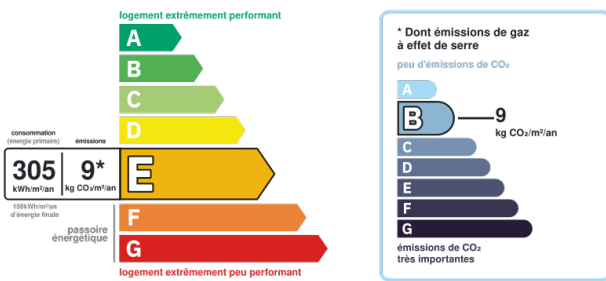 logement extrêmement performant
A
B
C
D
consommation
(énergie primaire)
émissions
305
kWh/m²/an
9*
kg CO₂/m²/an
E
158kWh/m²/an
d'énergie finale
passoire
énergétique
F
G
logement extrêmement peu performant
* Dont émissions de gaz
à effet de serre
peu d'émissions de CO₂
A
B
9
kg CO₂/m²/an
C
D
E
F
G
émissions de CO₂
très importantes